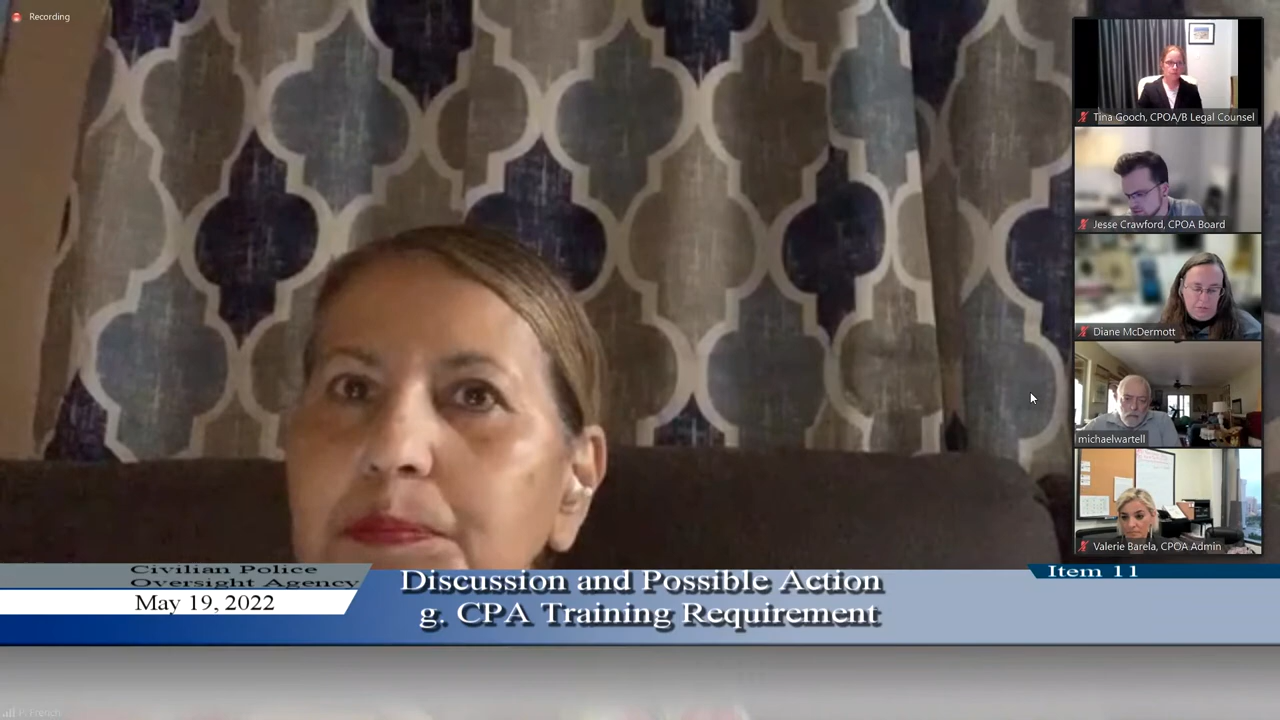 Recording
Tina Gooch, CPOA/B Legal Counsel
Jesse Crawford, CPOA Board
Diane McDermott
michaelwartell
Valerie Barela, CPOA Admin
Civilian Police
Oversight Agency
May 19, 2022
Discussion and Possible Action
g. CPA Training Requirement
Item 11
P. French